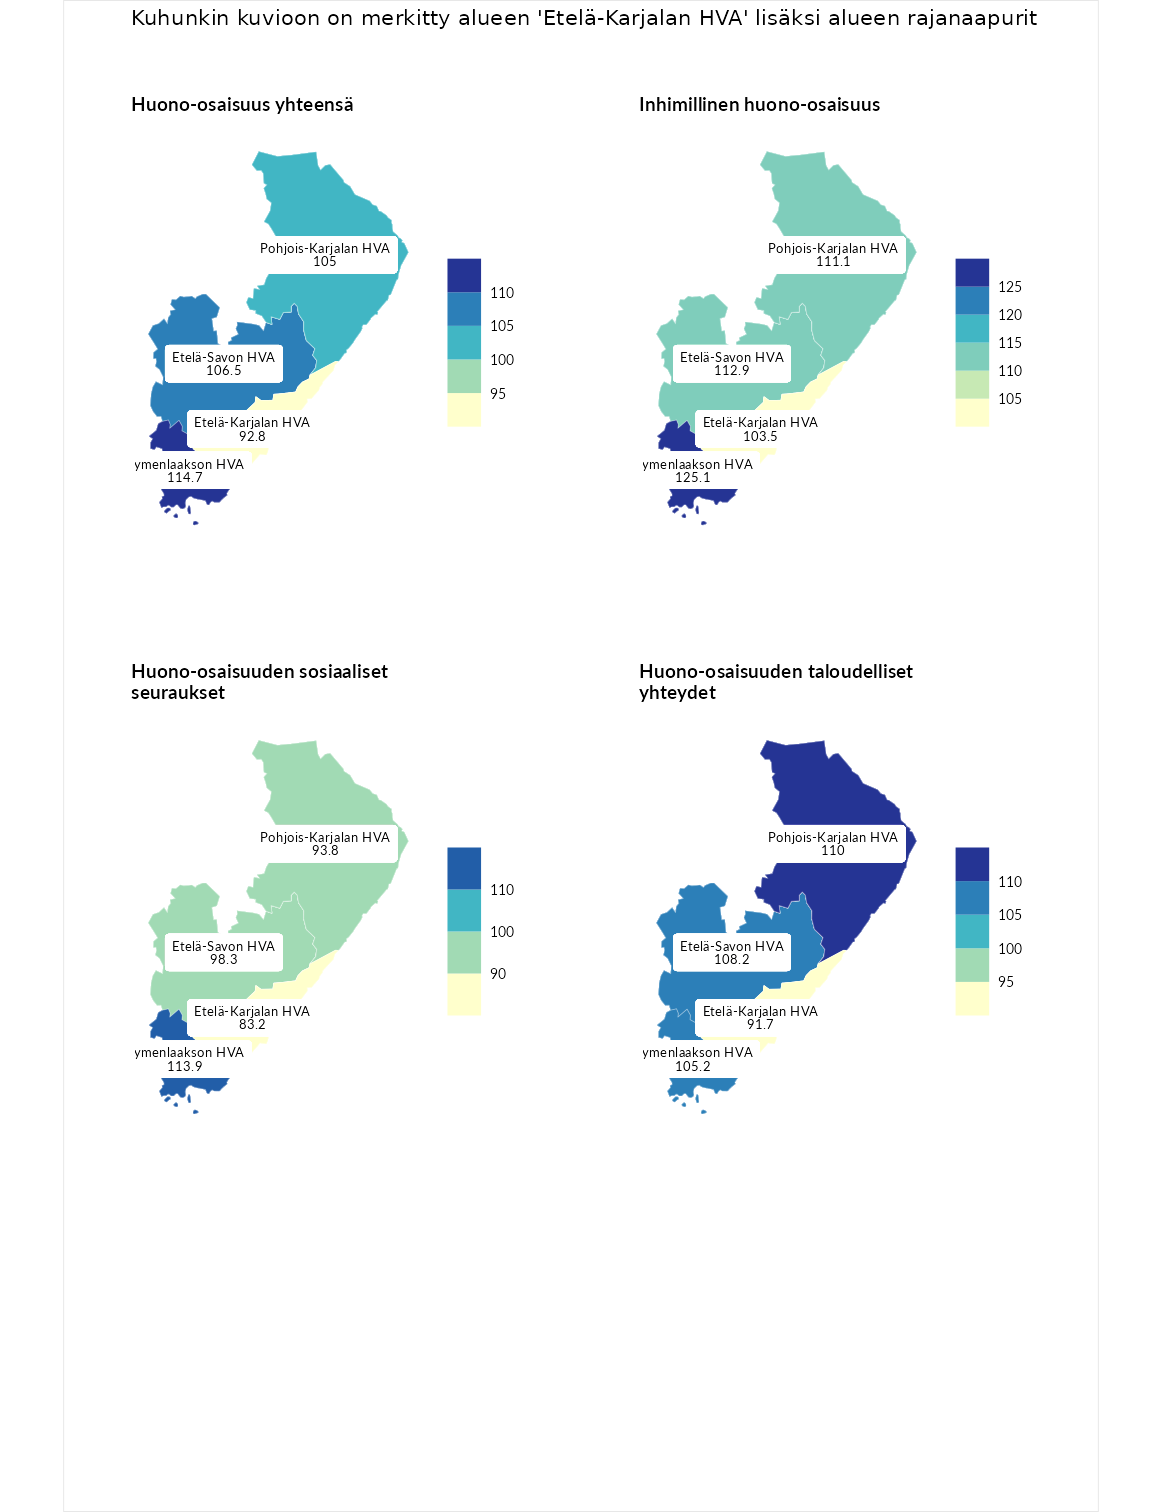 Kuhunkin kuvioon on merkitty alueen 'Etelä-Karjalan HVA' lisäksi alueen rajanaapurit
Huono-osaisuus yhteensä
Pohjois-Karjalan HVA
105
Etelä-Savon HVA
106.5
Etelä-Karjalan HVA
92.8
ymenlaakson HVA
114.7
110
105
100
95
Inhimillinen huono-osaisuus
Pohjois-Karjalan HVA
111.1
Etelä-Savon HVA
112.9
Etelä-Karjalan HVA
103.5
ymenlaakson HVA
125.1
125
120
115
110
105
Huono-osaisuuden sosiaaliset
seuraukset
Pohjois-Karjalan HVA
93.8
Etelä-Savon HVA
98.3
Etelä-Karjalan HVA
83.2
ymenlaakson HVA
113.9
110
100
90
Huono-osaisuuden taloudelliset
yhteydet
Pohjois-Karjalan HVA
110
Etelä-Savon HVA
108.2
Etelä-Karjalan HVA
91.7
ymenlaakson HVA
105.2
110
105
100
95